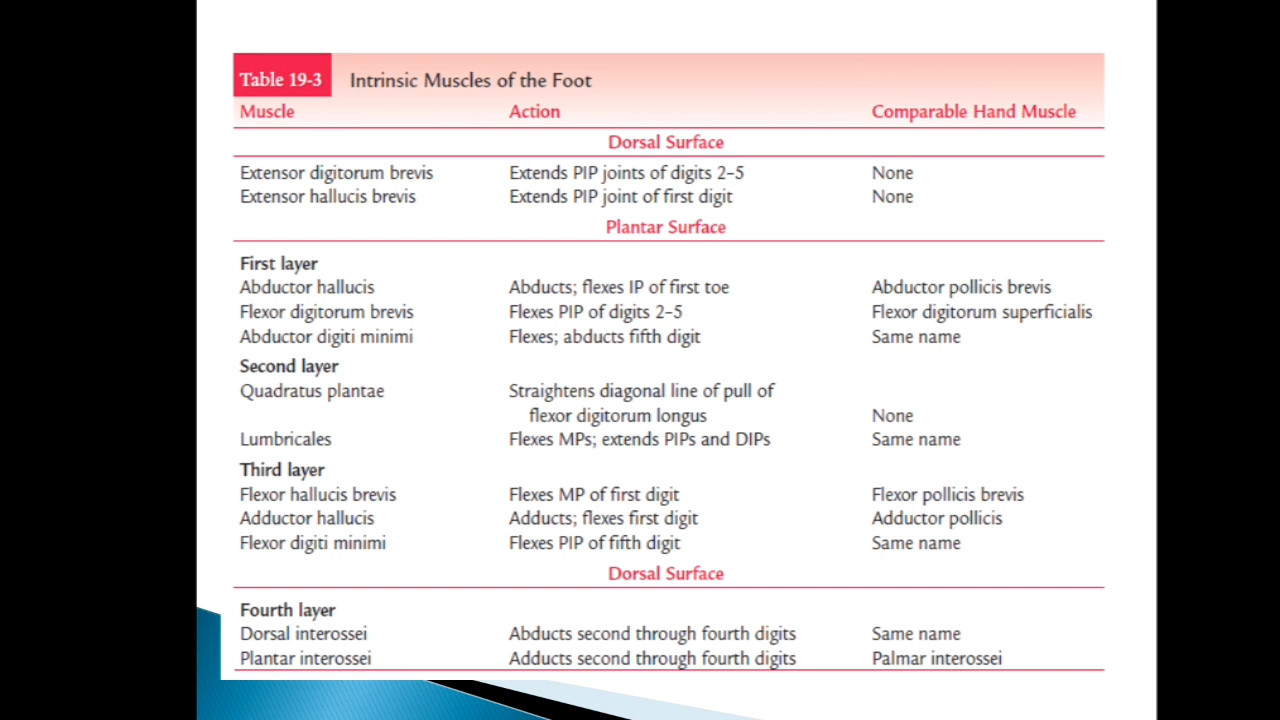 Table 19-3 Intrinsic Muscles of the Foot
Muscle Action Comparable Hand Muscle
Dorsal Surface
Extensor digitorum brevis Extends PIP joints of digits 2–5 None
Extensor hallucis brevis Extends PIP joint of first digit None
Plantar Surface
First layer
Abductor hallucis Abducts; flexes IP of first toe Abductor pollicis brevis
Flexor digitorum brevis Flexes PIP of digits 2–5 Flexor digitorum superficialis
Abductor digiti minimi Flexes; abducts fifth digit Same name
Second layer
Quadratus plantae Straightens diagonal line of pull of
flexor digitorum longus None
Lumbricales Flexes MPs; extends PIPs and DIPs Same name
Third layer
Flexor hallucis brevis Flexes MP of first digit Flexor pollicis brevis
Adductor hallucis Adducts; flexes first digit Adductor pollicis
Flexor digiti minimi Flexes PIP of fifth digit Same name
Dorsal Surface
Fourth layer
Dorsal interossei Abducts second through fourth digits Same name
Plantar interossei Adducts second through fourth digits Palmar interossei